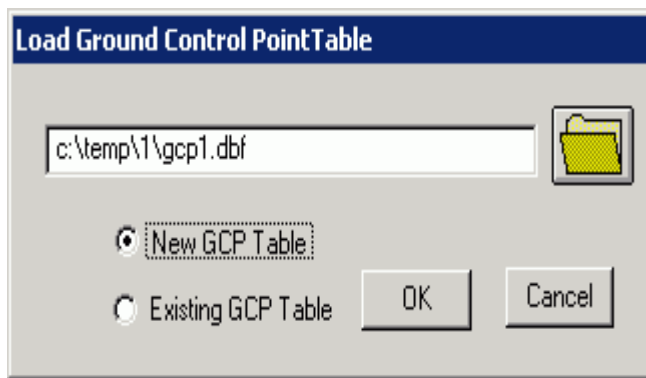 Load Ground Control PointTable
c:\temp\1\gcp1.dbf
New GCP Table
Existing GCP Table
OK
Cancel